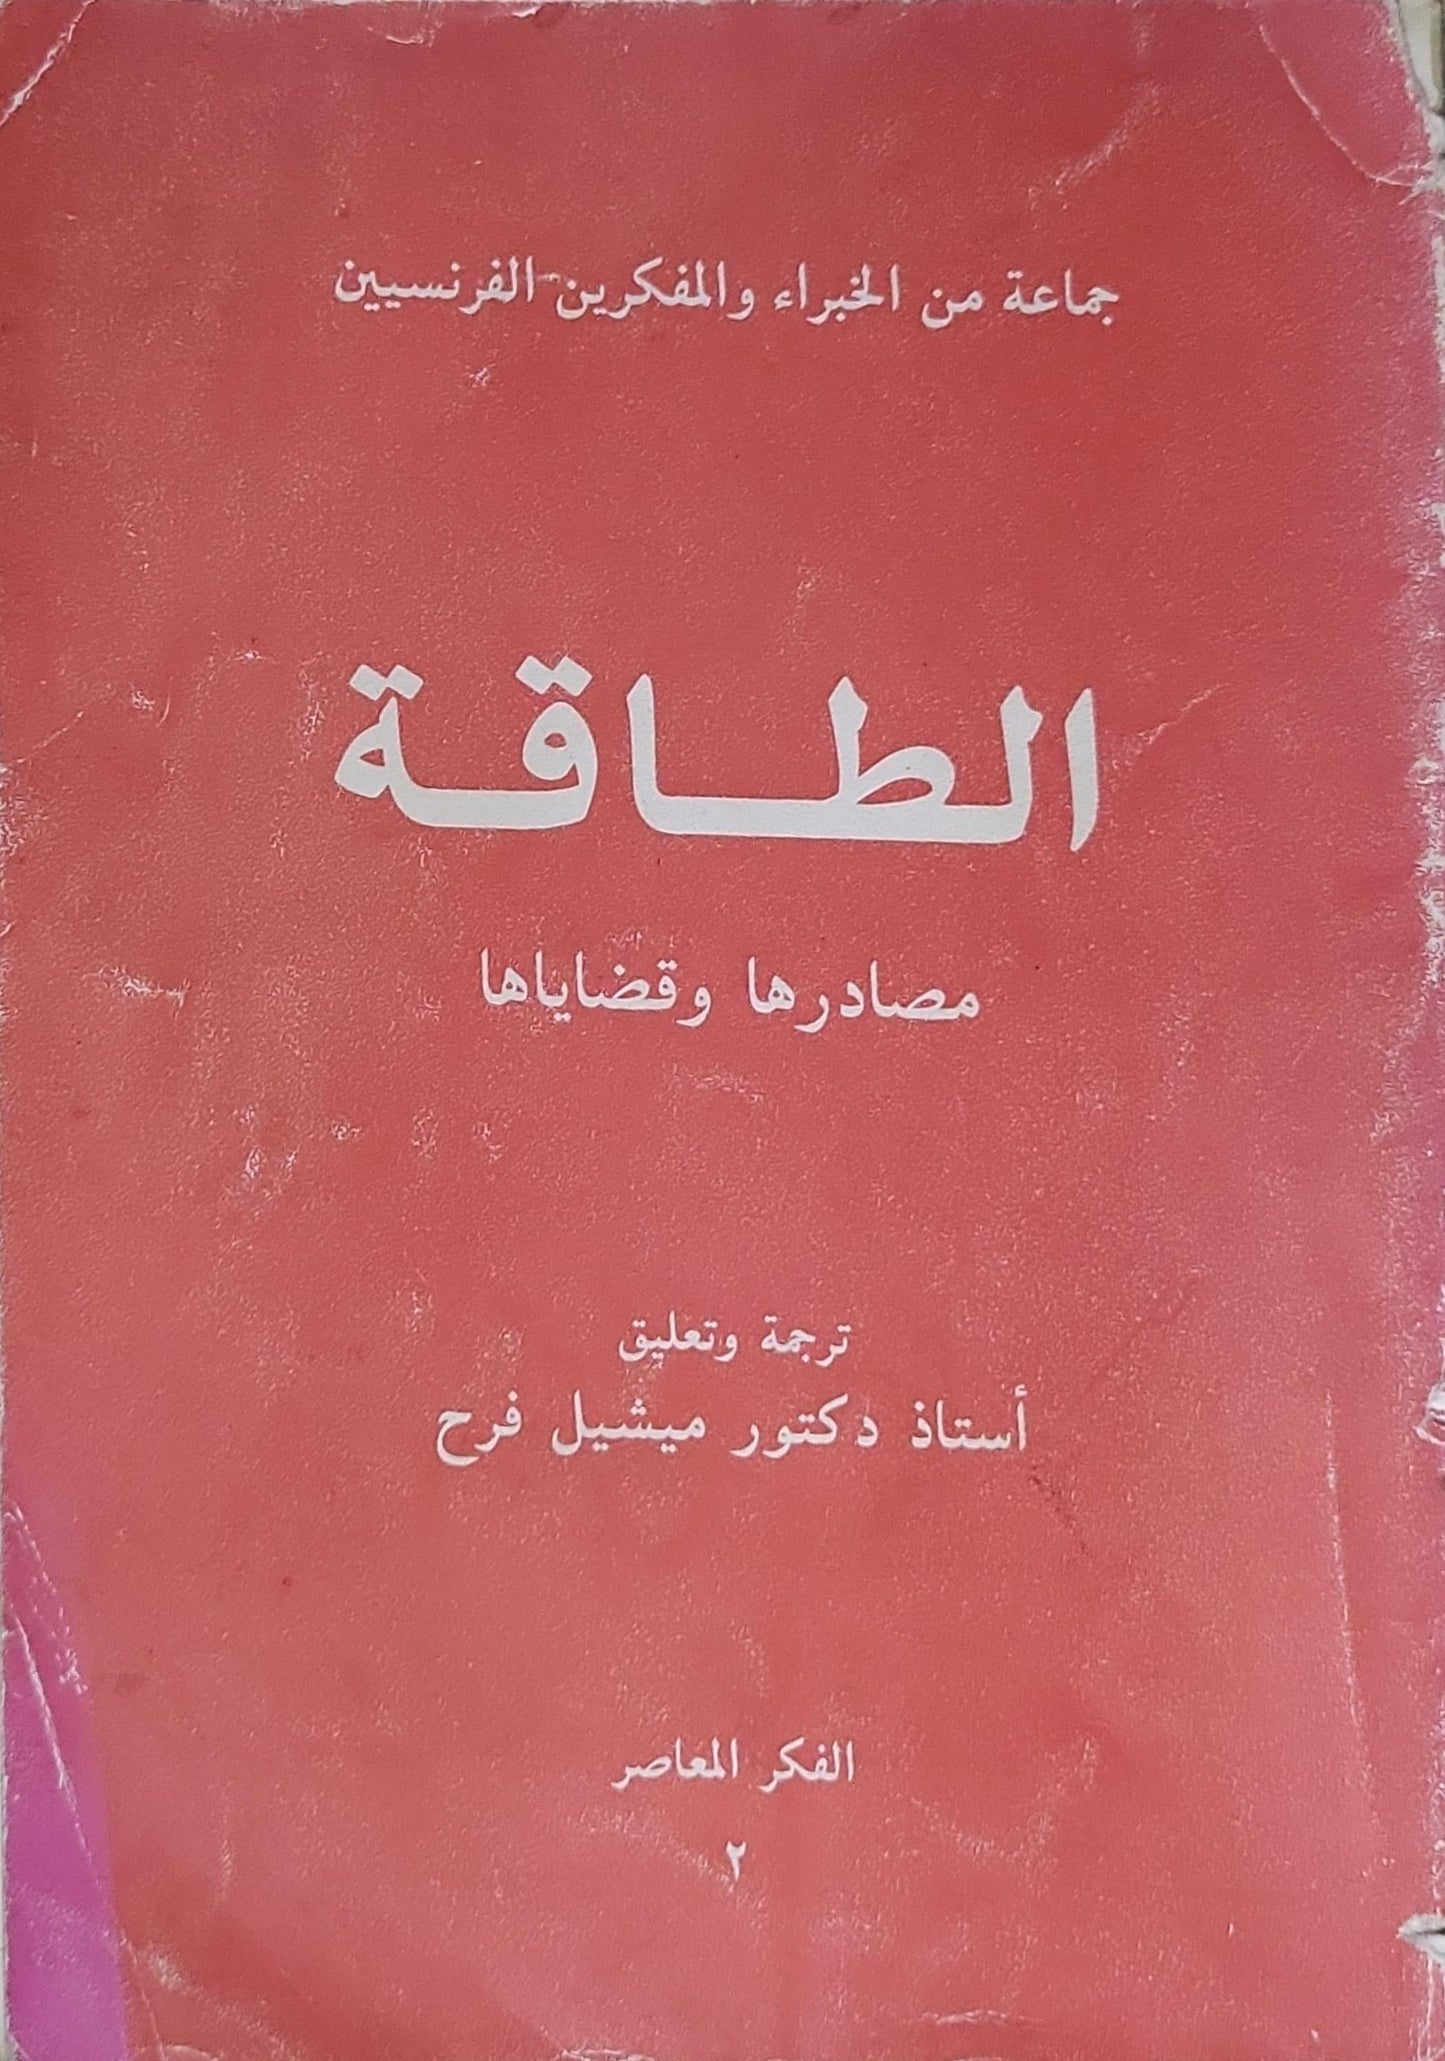 جماعة من الخبراء والمفكرين الفرنسيين
الطاقة
مصادرها وقضاياها
ترجمة وتعليق
أستاذ دكتور ميشيل فرح
الفكر المعاصر
٢